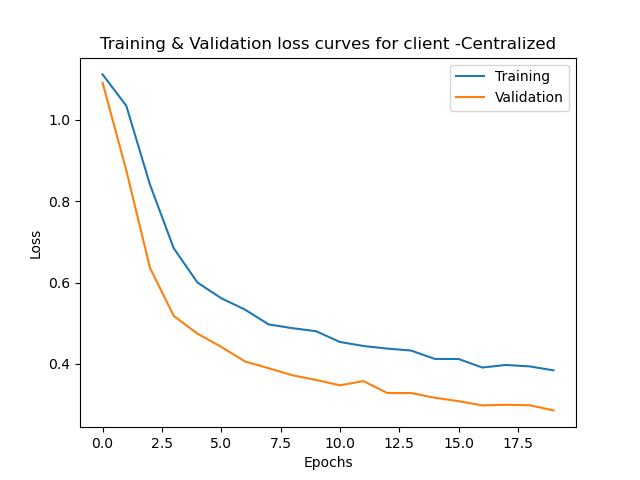 Training & Validation loss curves for client -Centralized
Training
Validation
Loss
1.0
0.8
0.6
0.4
0.0 2.5 5.0 7.5 10.0 12.5 15.0 17.5
Epochs